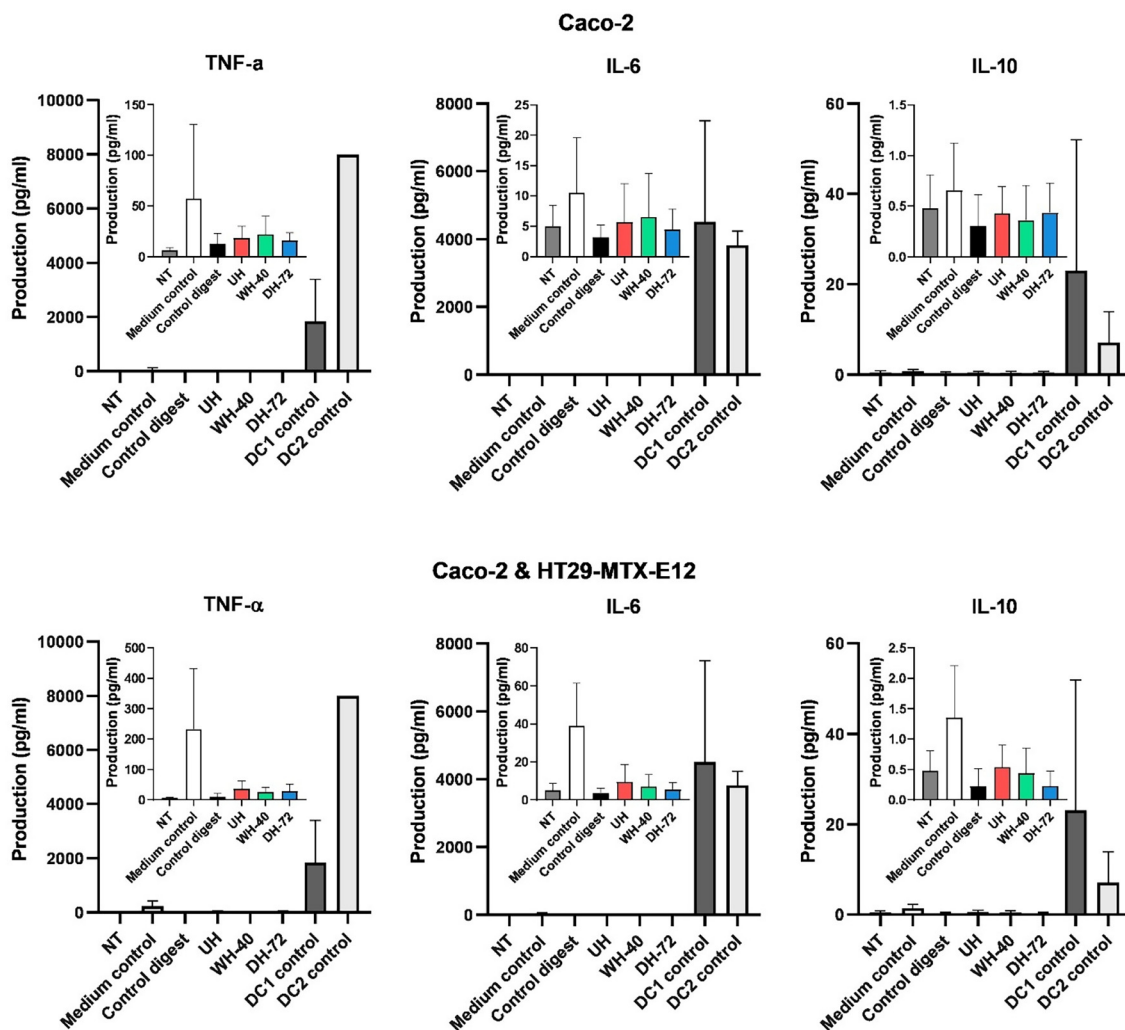 Caco-2
TNF-a
IL-6
IL-10
Production (pg/ml)
10000
8000
6000
4000
2000
0
Production (pg/ml)
150
100
50
0
NT
Medium control
Control digest
UH
WH-40
DH-72
NT
Medium control
Control digest
UH
WH-40
DH-72
DC1 control
DC2 control
Production (pg/ml)
8000
6000
4000
2000
0
Production (pg/ml)
25
20
15
10
5
0
NT
Medium control
Control digest
UH
WH-40
DH-72
NT
Medium control
Control digest
UH
WH-40
DH-72
DC1 control
DC2 control
Production (pg/ml)
60
40
20
0
Production (pg/ml)
1.5
1.0
0.5
0.0
NT
Medium control
Control digest
UH
WH-40
DH-72
NT
Medium control
Control digest
UH
WH-40
DH-72
DC1 control
DC2 control
Caco-2 & HT29-MTX-E12
TNF-α
IL-6
IL-10
Production (pg/ml)
10000
8000
6000
4000
2000
0
Production (pg/ml)
500
400
300
200
100
0
NT
Medium control
Control digest
UH
WH-40
DH-72
NT
Medium control
Control digest
UH
WH-40
DH-72
DC1 control
DC2 control
Production (pg/ml)
8000
6000
4000
2000
0
Production (pg/ml)
80
60
40
20
0
NT
Medium control
Control digest
UH
WH-40
DH-72
NT
Medium control
Control digest
UH
WH-40
DH-72
DC1 control
DC2 control
Production (pg/ml)
60
40
20
0
Production (pg/ml)
2.5
2.0
1.5
1.0
0.5
0.0
NT
Medium control
Control digest
UH
WH-40
DH-72
NT
Medium control
Control digest
UH
WH-40
DH-72
DC1 control
DC2 control